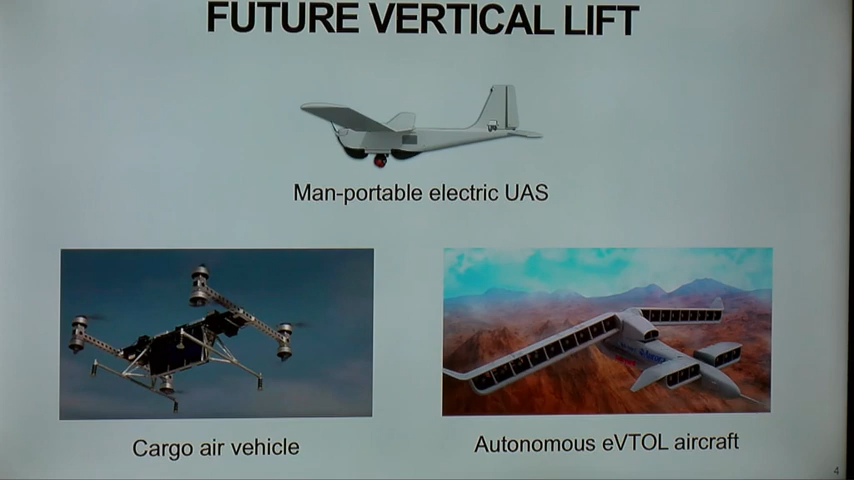 FUTURE VERTICAL LIFT
Man-portable electric UAS
Cargo air vehicle
Autonomous eVTOL aircraft
4